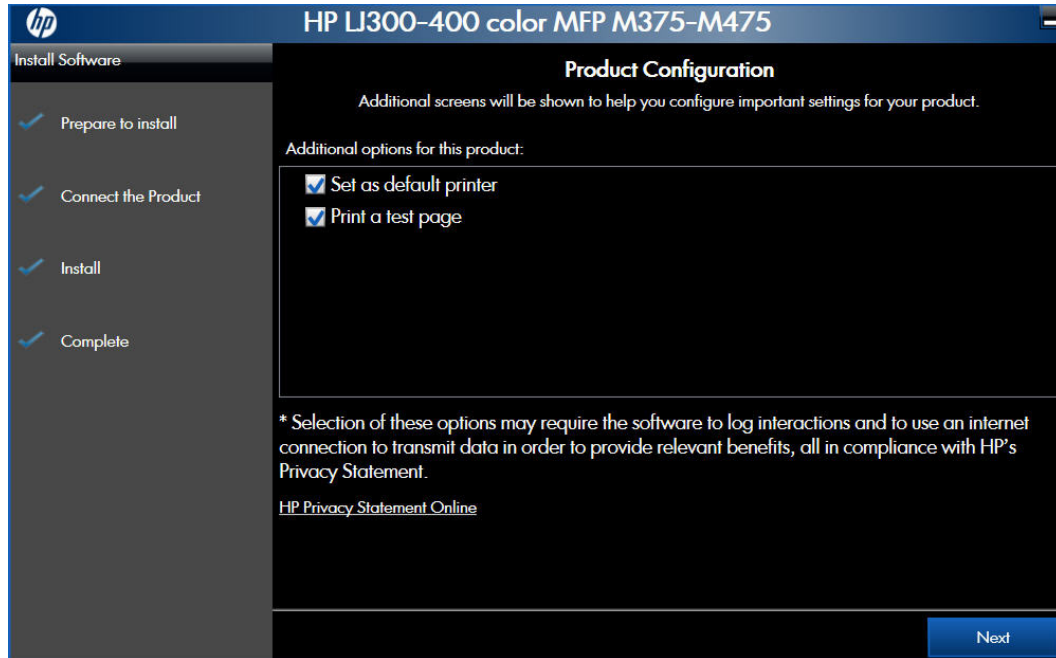 hp
HP LJ300-400 color MFP M375-M475
Install Software
Prepare to install
Connect the Product
Install
Complete
Product Configuration
Additional screens will be shown to help you configure important settings for your product.
Additional options for this product:
Set as default printer
Print a test page
* Selection of these options may require the software to log interactions and to use an internet
connection to transmit data in order to provide relevant benefits, all in compliance with HP's
Privacy Statement.
HP Privacy Statement Online
Next